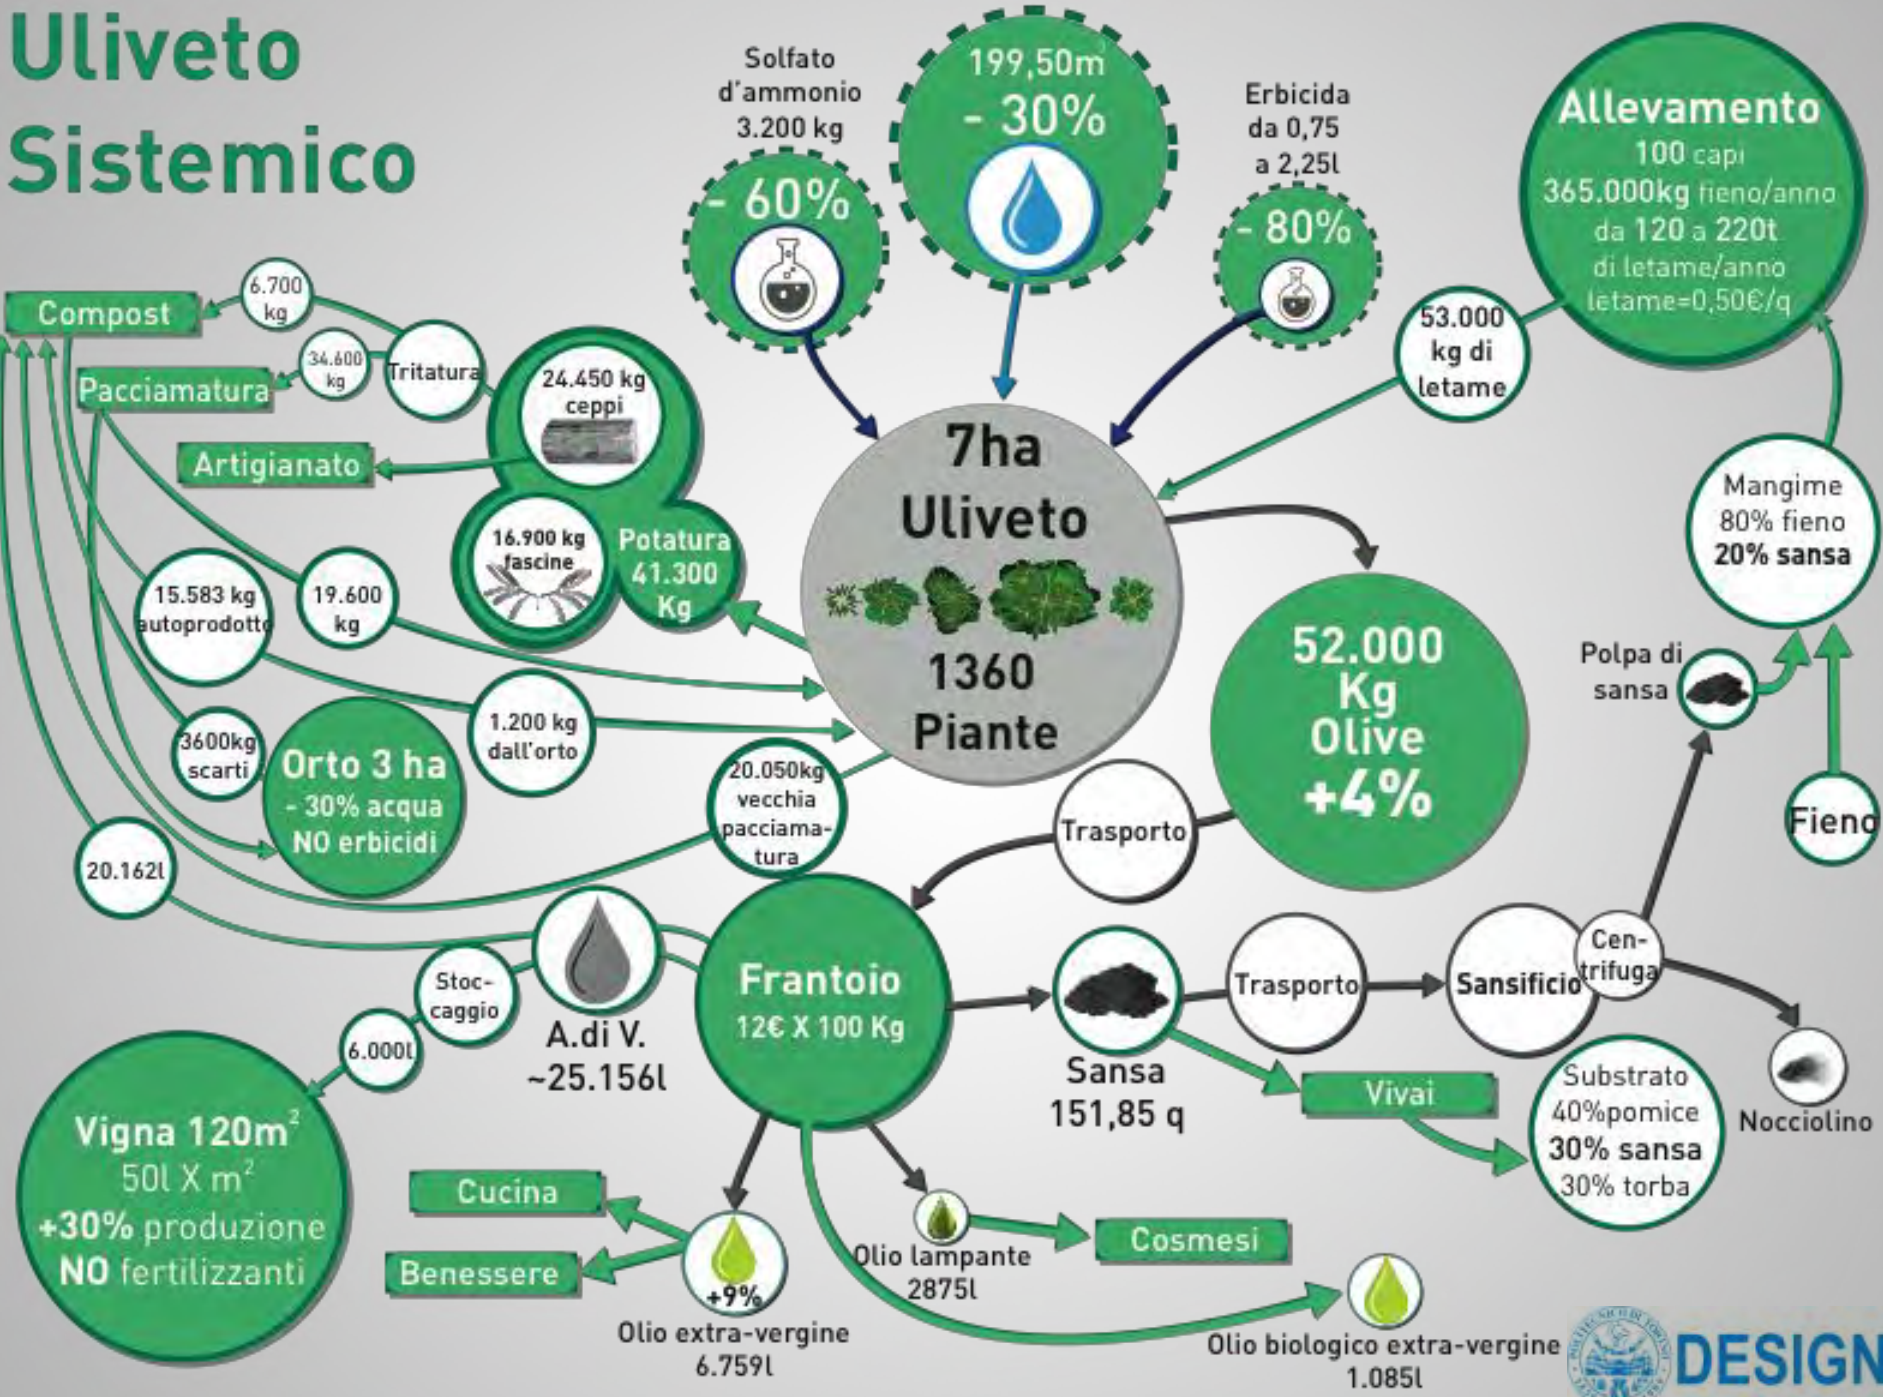 Uliveto
Sistemico
Solfato
d'ammonio
3.200 kg
- 60%
199,50m
- 30%
Erbicida
da 0,75
a 2,25l
- 80%
Allevamento
100 capi
365.000kg fieno/anno
da 120 a 220t
di letame/anno
letame=0,50€/q
53.000
kg di
letame
Compost
6.700
kg
Pacciamatura
34.600
kg
Tritatura
Artigianato
24.450 kg
ceppi
16.900 kg
fascine
Potatura
41.300
Kg
7ha
Uliveto
1360
Piante
Mangime
80% fieno
20% sansa
Polpa di
sansa
Fieno
52.000
Kg
Olive
+4%
15.583 kg
autoprodotto
19.600
kg
1.200 kg
dall'orto
3600kg
scarti
Orto 3 ha
- 30% acqua
NO erbicidi
20.050kg
vecchia
pacciama-
tura
Trasporto
20.162l
A.di V.
~25.156l
Stoc-
caggio
6.000l
Frantoio
12€ X 100 Kg
Sansa
151,85 q
Trasporto
Sansificio
Cen-
trifuga
Nocciolino
Vivai
Substrato
40%pomice
30% sansa
30% torba
Vigna 120m²
50l X m²
+30% produzione
NO fertilizzanti
Cucina
Benessere
+9%
Olio extra-vergine
6.759l
Olio lampante
2875l
Cosmesi
Olio biologico extra-vergine
1.085l
DESIGN